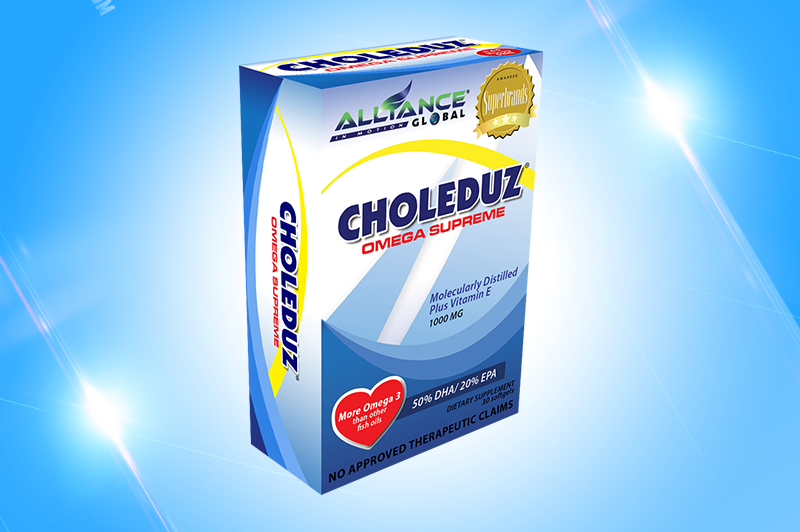 CHOLEDUZ®
OMEGA SUPREME
ALLIANCE®
IN MOTION GLOBAL
AWARDED
Superbrands
CHOLEDUZ®
OMEGA SUPREME
Molecularly Distilled
Plus Vitamin E
1000 MG
50% DHA/ 20% EPA
DIETARY SUPPLEMENT
30 softgels
More Omega 3
than other
fish oils
NO APPROVED THERAPEUTIC CLAIMS
CHOLEDUZ®
OMEGA SUPREME